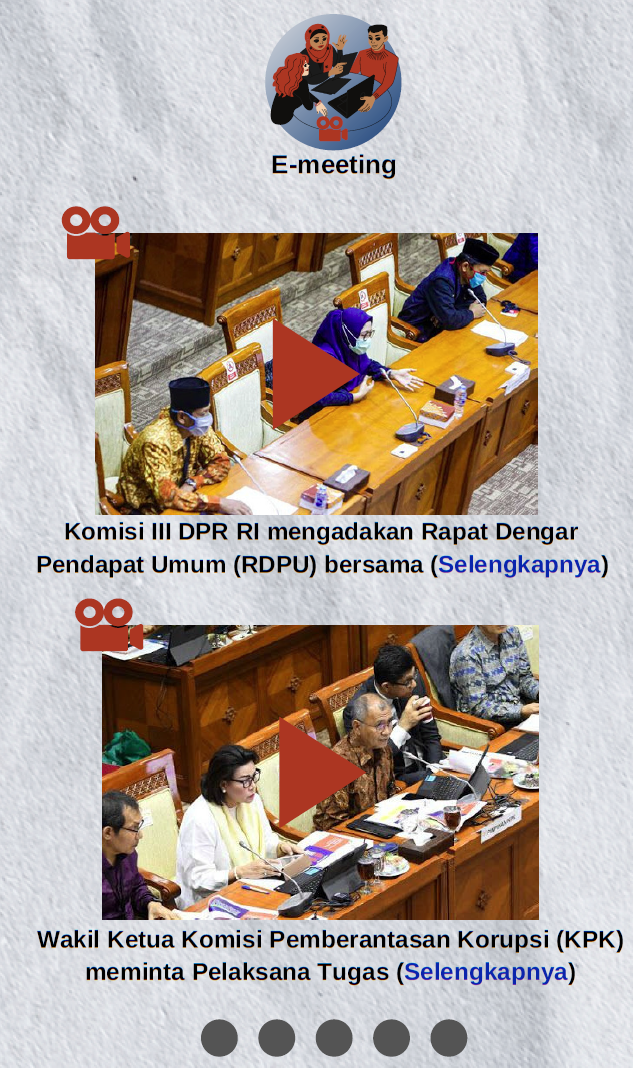 E-meeting
Komisi III DPR RI mengadakan Rapat Dengar
Pendapat Umum (RDPU) bersama (Selengkapnya)
Wakil Ketua Komisi Pemberantasan Korupsi (KPK)
meminta Pelaksana Tugas (Selengkapnya)